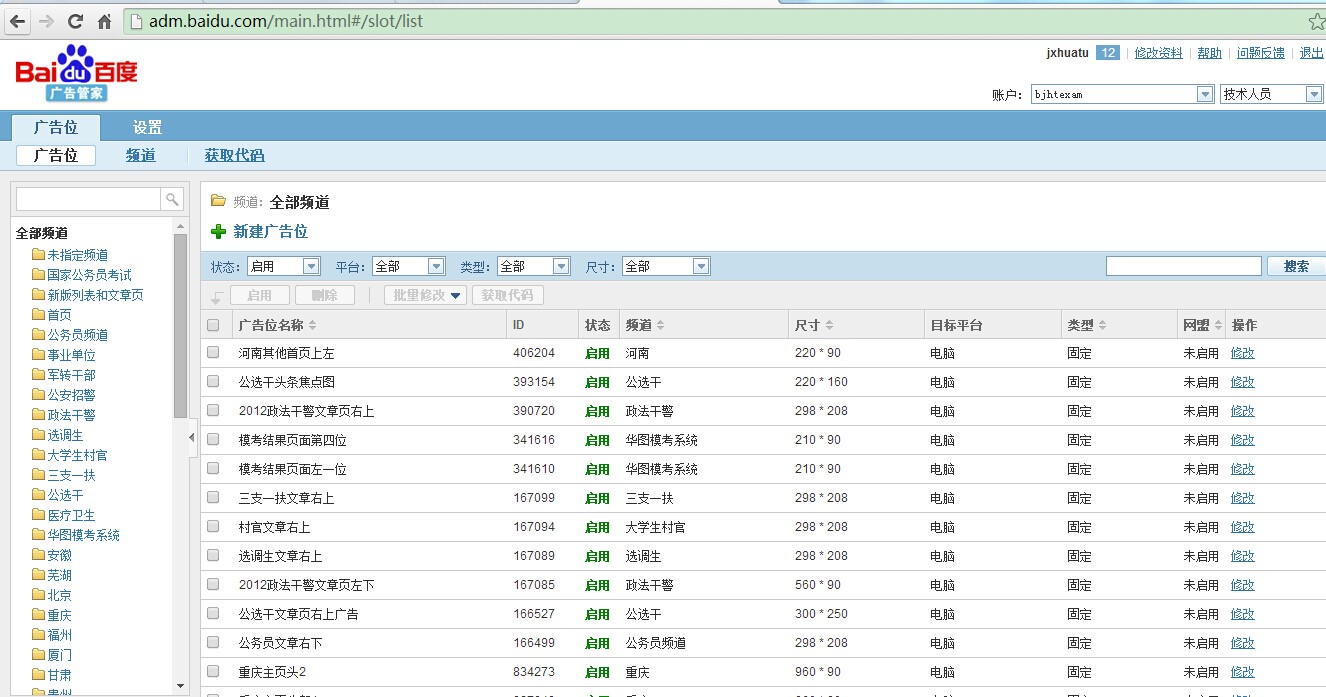 adm.baidu.com/main.html#/slot/list
jxhuatu 12 修改资料 帮助 问题反馈 退出
Bai du 百度
广告管家
账户: bjhtexam 技术人员
广告位 设置
广告位 频道 获取代码
全部频道
未指定频道
国家公务员考试
新版列表和文章页
首页
公务员频道
事业单位
军转干部
公安招警
政法干警
选调生
大学生村官
三支一扶
公选干
医疗卫生
华图模考系统
安徽
芜湖
北京
重庆
福州
厦门
甘肃
贵州
频道: 全部频道
新建广告位
状态: 启用 平台: 全部 类型: 全部 尺寸: 全部 搜索
启用 删除 批量修改 获取代码
广告位名称 ID 状态 频道 尺寸 目标平台 类型 网盟 操作
河南其他首页上左 406204 启用 河南 220 * 90 电脑 固定 未启用 修改
公选干头条焦点图 393154 启用 公选干 220 * 160 电脑 固定 未启用 修改
2012政法干警文章页右上 390720 启用 政法干警 298 * 208 电脑 固定 未启用 修改
模考结果页面第四位 341616 启用 华图模考系统 210 * 90 电脑 固定 未启用 修改
模考结果页面左一位 341610 启用 华图模考系统 210 * 90 电脑 固定 未启用 修改
三支一扶文章右上 167099 启用 三支一扶 298 * 208 电脑 固定 未启用 修改
村官文章右上 167094 启用 大学生村官 298 * 208 电脑 固定 未启用 修改
选调生文章右上 167089 启用 选调生 298 * 208 电脑 固定 未启用 修改
2012政法干警文章页左下 167085 启用 政法干警 560 * 90 电脑 固定 未启用 修改
公选干文章页右上广告 166527 启用 公选干 300 * 250 电脑 固定 未启用 修改
公务员文章右下 166499 启用 公务员频道 298 * 208 电脑 固定 未启用 修改
重庆主页头2 834273 启用 重庆 960 * 90 电脑 固定 未启用 修改